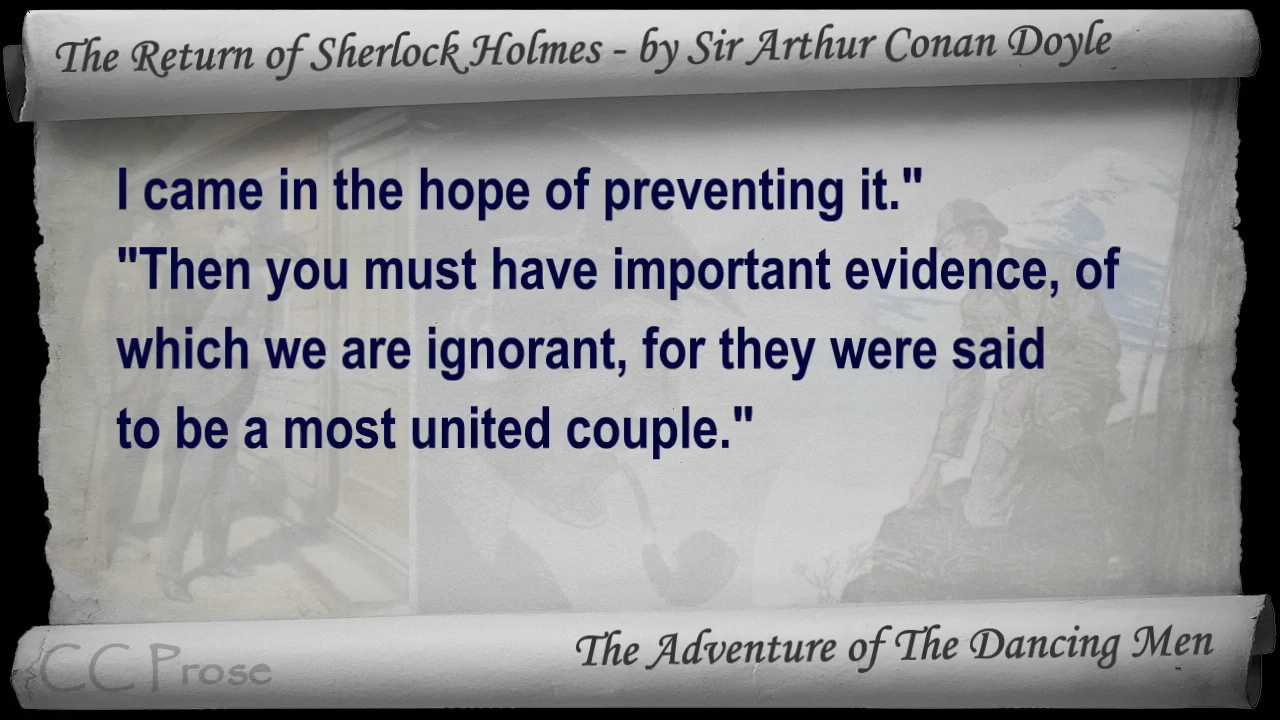 The Return of Sherlock Holmes - by Sir Arthur Conan Doyle
I came in the hope of preventing it."
"Then you must have important evidence, of
which we are ignorant, for they were said
to be a most united couple."
The Adventure of The Dancing Men
CC Prose